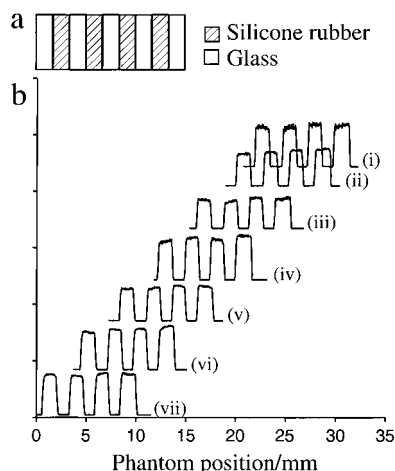 a
Silicone rubber
Glass
b
(i)
(ii)
(iii)
(iv)
(v)
(vi)
(vii)
0 5 10 15 20 25 30 35
Phantom position/mm